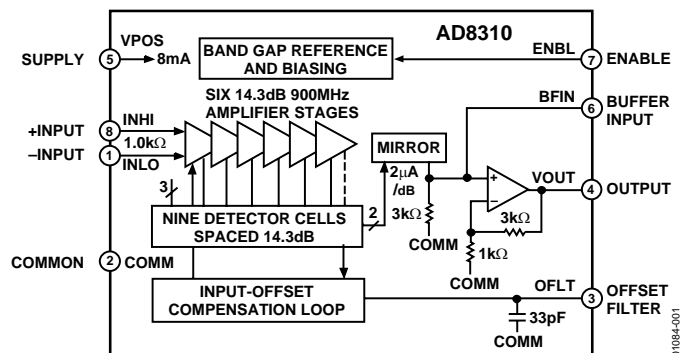 AD8310
SUPPLY
5
VPOS
8mA
BAND GAP REFERENCE
AND BIASING
ENBL
7
ENABLE
SIX 14.3dB 900MHz
AMPLIFIER STAGES
BFIN
6
BUFFER
INPUT
+INPUT
8
INHI
1.0kΩ
–INPUT
1
INLO
MIRROR
2μA
/dB
+
–
VOUT
4
OUTPUT
3
NINE DETECTOR CELLS
SPACED 14.3dB
2
3kΩ
COMM
3kΩ
1kΩ
COMM
COMMON
2
COMM
INPUT-OFFSET
COMPENSATION LOOP
OFLT
3
OFFSET
FILTER
33pF
COMM
01084-001